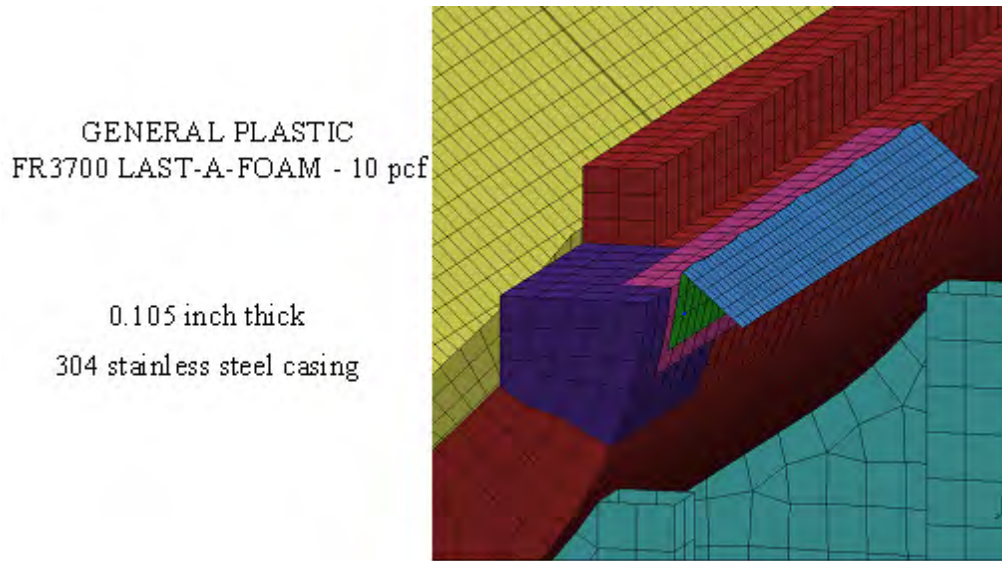 GENERAL PLASTIC
FR3700 LAST-A-FOAM - 10 pcf
0.105 inch thick
304 stainless steel casing